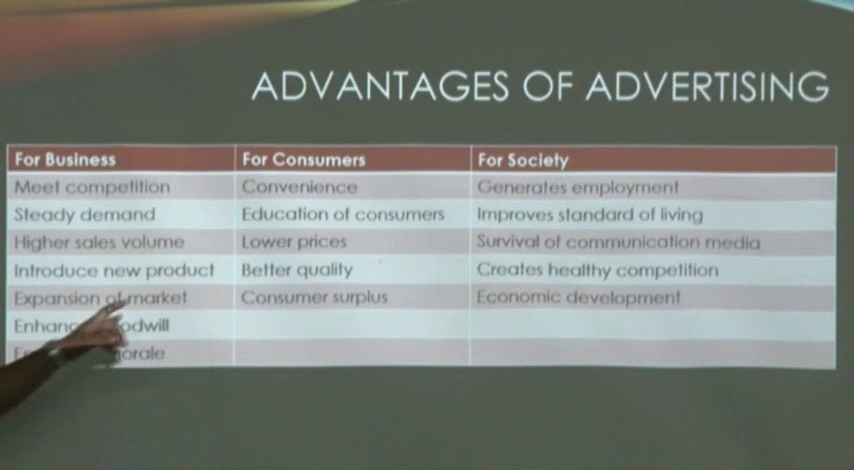 ADVANTAGES OF ADVERTISING
For Business For Consumers For Society
Meet competition Convenience Generates employment
Steady demand Education of consumers Improves standard of living
Higher sales volume Lower prices Survival of communication media
Introduce new product Better quality Creates healthy competition
Expansion of market Consumer surplus Economic development